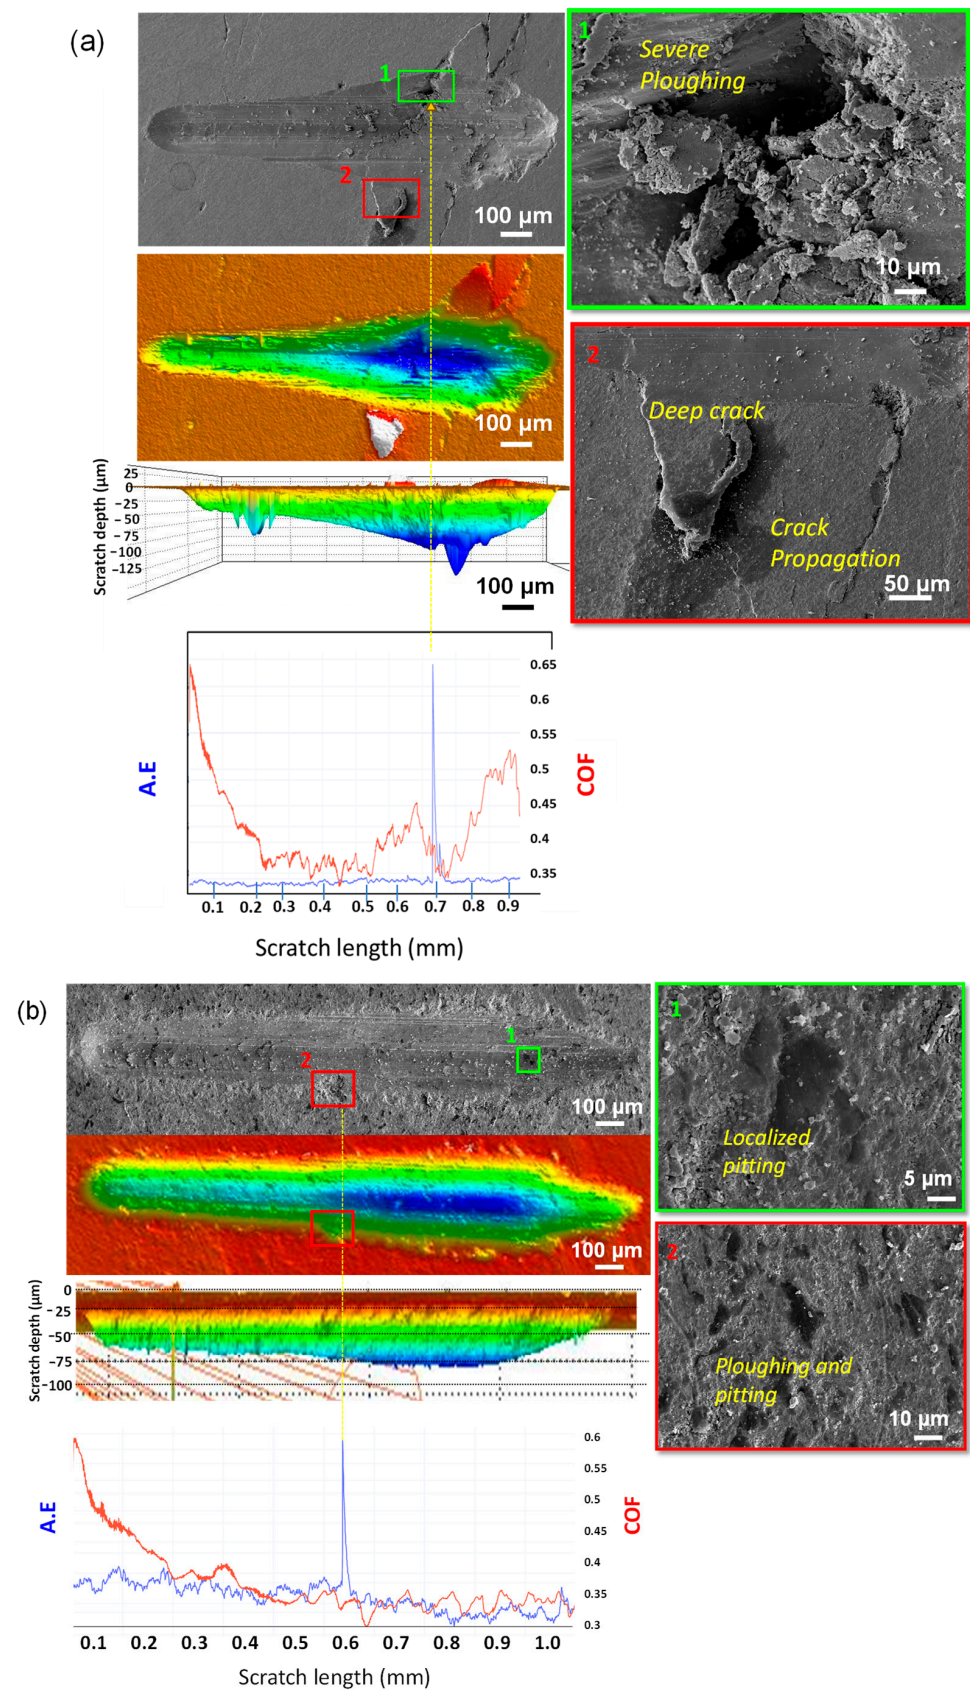 (a)
1
2
100 µm
1
Severe
Ploughing
10 µm
100 µm
2
Deep crack
Crack
Propagation
50 µm
Scratch depth (µm)
25
0
-25
-50
-75
-100
-125
100 µm
A.E
COF
0.65
0.6
0.55
0.5
0.45
0.4
0.35
0.1 0.2 0.3 0.4 0.5 0.6 0.7 0.8 0.9
Scratch length (mm)
(b)
1
2
100 µm
1
Localized
pitting
5 µm
100 µm
2
Ploughing and
pitting
10 µm
Scratch depth (µm)
0
-25
-50
-75
-100
A.E
COF
0.6
0.55
0.5
0.45
0.4
0.35
0.3
0.1 0.2 0.3 0.4 0.5 0.6 0.7 0.8 1.0
Scratch length (mm)